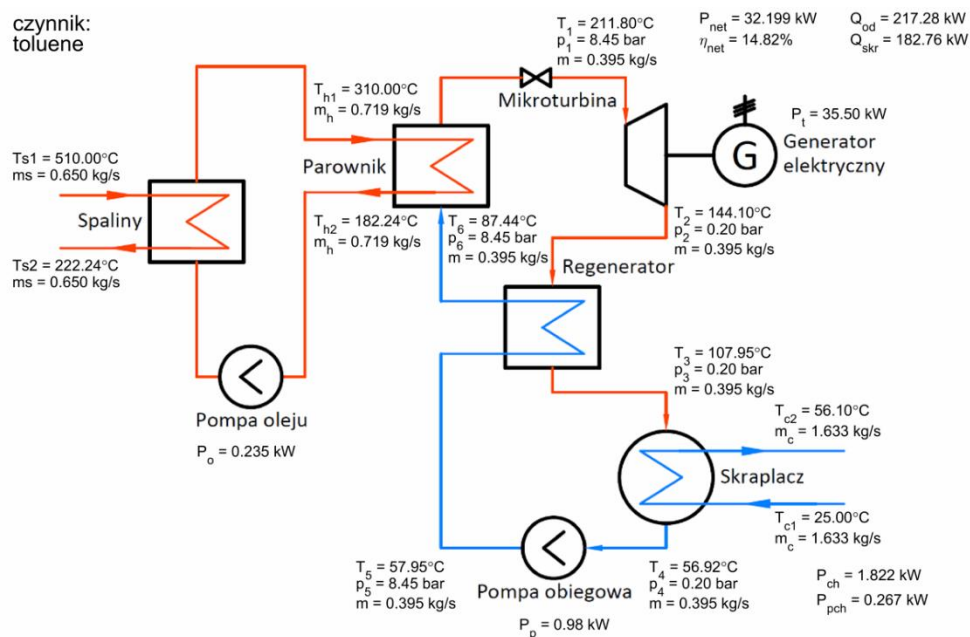 czynnik:
toluene
T1 = 211.80°C
p1 = 8.45 bar
m = 0.395 kg/s
Pnet = 32.199 kW
ηnet = 14.82%
Qod = 217.28 kW
Qskr = 182.76 kW
Th1 = 310.00°C
mh = 0.719 kg/s
Mikroturbina
Pt = 35.50 kW
G
Generator
elektryczny
Ts1 = 510.00°C
ms = 0.650 kg/s
Parownik
Spaliny
Th2 = 182.24°C
mh = 0.719 kg/s
T6 = 87.44°C
p6 = 8.45 bar
m = 0.395 kg/s
T2 = 144.10°C
p2 = 0.20 bar
m = 0.395 kg/s
Ts2 = 222.24°C
ms = 0.650 kg/s
Regenerator
T3 = 107.95°C
p3 = 0.20 bar
m = 0.395 kg/s
Pompa oleju
Po = 0.235 kW
Tc2 = 56.10°C
mc = 1.633 kg/s
Skraplacz
Tc1 = 25.00°C
mc = 1.633 kg/s
T5 = 57.95°C
p5 = 8.45 bar
m = 0.395 kg/s
Pompa obiegowa
Pp = 0.98 kW
T4 = 56.92°C
p4 = 0.20 bar
m = 0.395 kg/s
Pch = 1.822 kW
Ppch = 0.267 kW